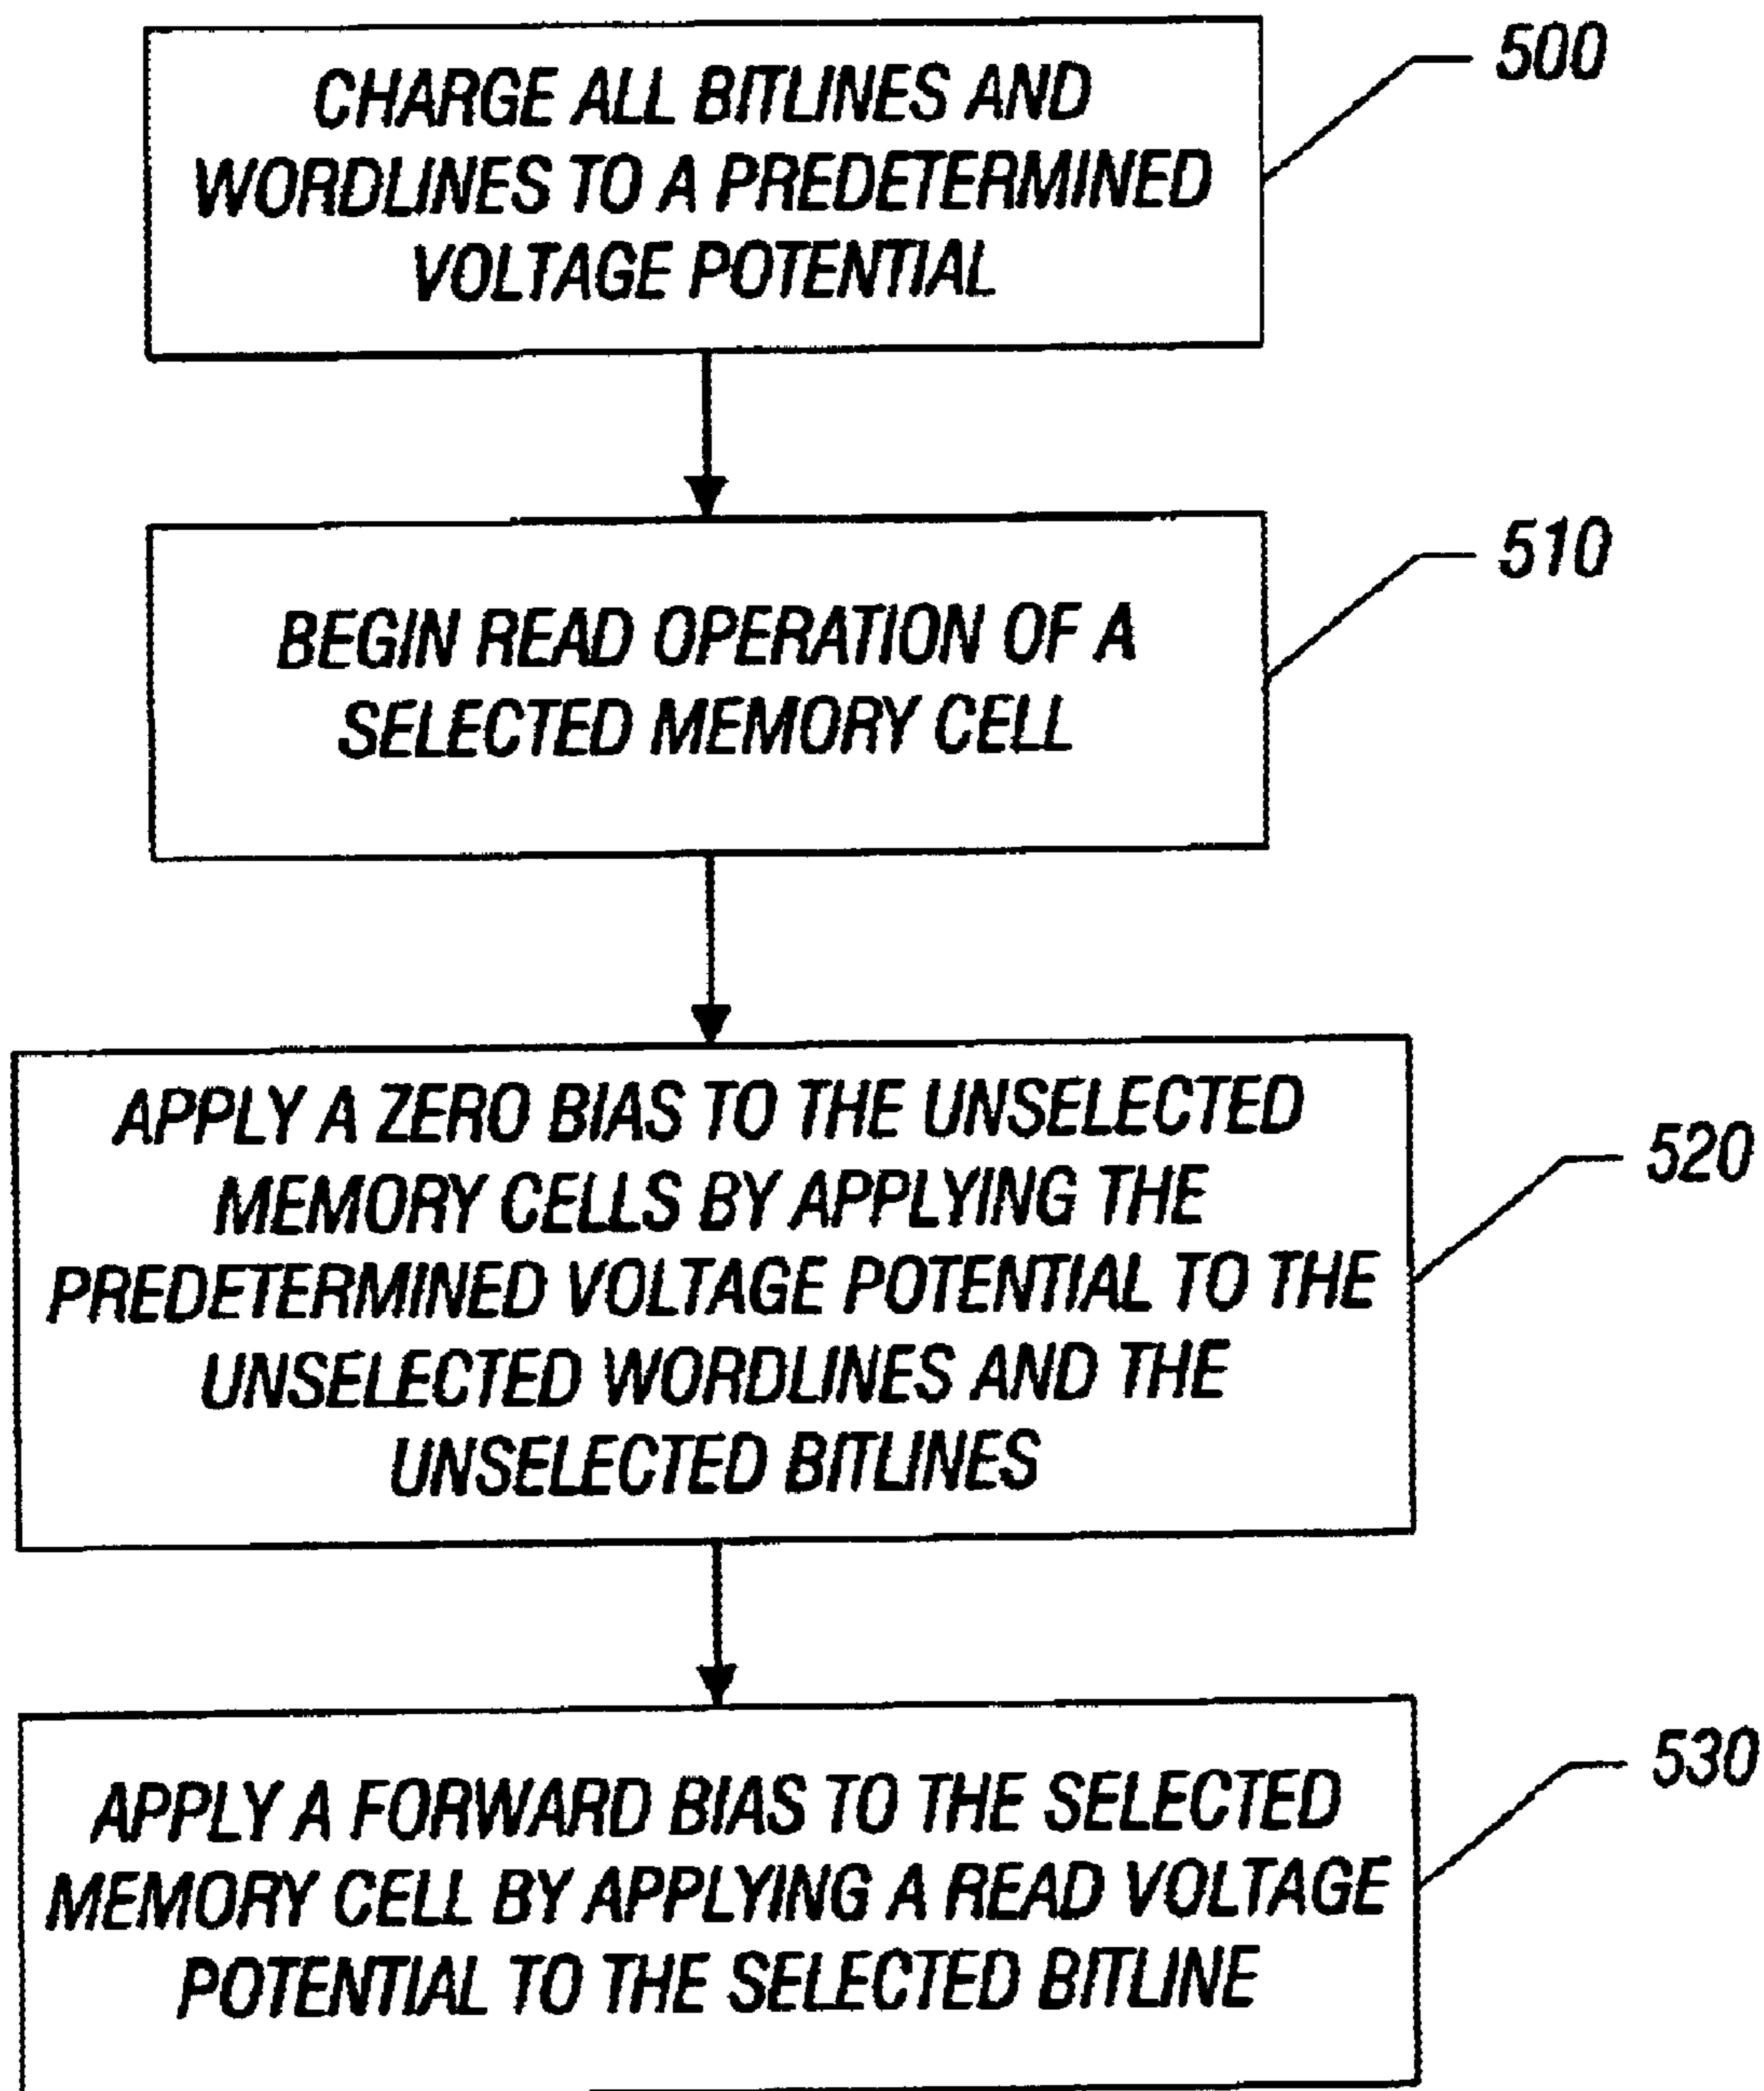 CHARGE ALL BITLINES AND
WORDLINES TO A PREDETERMINED
VOLTAGE POTENTIAL
500
BEGIN READ OPERATION OF A
SELECTED MEMORY CELL
510
APPLY A ZERO BIAS TO THE UNSELECTED
MEMORY CELLS BY APPLYING THE
PREDETERMINED VOLTAGE POTENTIAL TO THE
UNSELECTED WORDLINES AND THE
UNSELECTED BITLINES
520
APPLY A FORWARD BIAS TO THE SELECTED
MEMORY CELL BY APPLYING A READ VOLTAGE
POTENTIAL TO THE SELECTED BITLINE
530